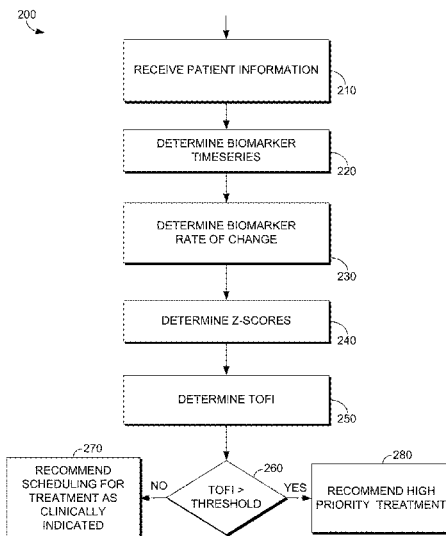 200
RECEIVE PATIENT INFORMATION
210
DETERMINE BIOMARKER
TIMESERIES
220
DETERMINE BIOMARKER
RATE OF CHANGE
230
DETERMINE Z-SCORES
240
DETERMINE TOFI
250
270
RECOMMEND
SCHEDULING FOR
TREATMENT AS
CLINICALLY
INDICATED
NO
260
TOFI >
THRESHOLD
YES
280
RECOMMEND HIGH
PRIORITY TREATMENT